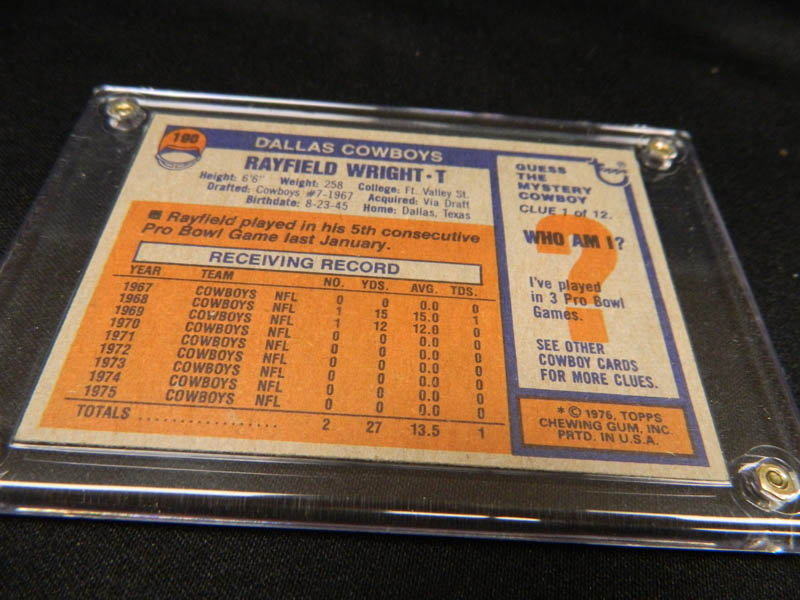 190
DALLAS COWBOYS
RAYFIELD WRIGHT • T
Height: 6'6" Weight: 258 College: Ft. Valley St.
Drafted: Cowboys #7-1967 Acquired: Via Draft
Birthdate: 8-23-45 Home: Dallas, Texas
Rayfield played in his 5th consecutive
Pro Bowl Game last January.
RECEIVING RECORD
YEAR TEAM NO. YDS. AVG. TDS.
1967 COWBOYS NFL 0 0 0.0 0
1968 COWBOYS NFL 1 15 15.0 1
1969 COWBOYS NFL 1 12 12.0 0
1970 COWBOYS NFL 0 0 0.0 0
1971 COWBOYS NFL 0 0 0.0 0
1972 COWBOYS NFL 0 0 0.0 0
1973 COWBOYS NFL 0 0 0.0 0
1974 COWBOYS NFL 0 0 0.0 0
1975 COWBOYS NFL 0 0 0.0 0
TOTALS .................. 2 27 13.5 1
Topps ®
GUESS
THE
MYSTERY
COWBOY
CLUE 1 of 12.
?
WHO AM I?
I've played
in 3 Pro Bowl
Games.
SEE OTHER
COWBOY CARDS
FOR MORE CLUES.
* © 1976, TOPPS
CHEWING GUM, INC.
PRTD. IN U.S.A.